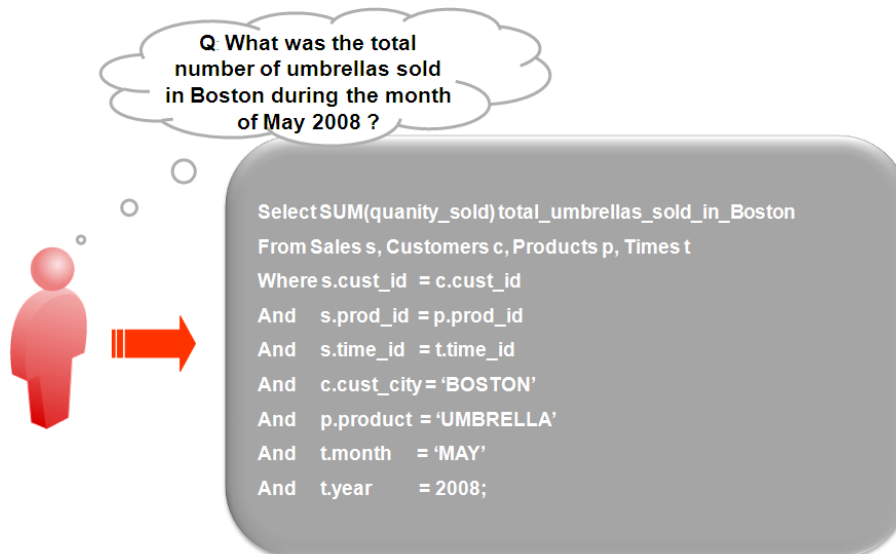 Q: What was the total
number of umbrellas sold
in Boston during the month
of May 2008 ?
Select SUM(quanity_sold) total_umbrellas_sold_in_Boston
From Sales s, Customers c, Products p, Times t
Where s.cust_id = c.cust_id
And s.prod_id = p.prod_id
And s.time_id = t.time_id
And c.cust_city = ‘BOSTON’
And p.product = ‘UMBRELLA’
And t.month = ‘MAY’
And t.year = 2008;